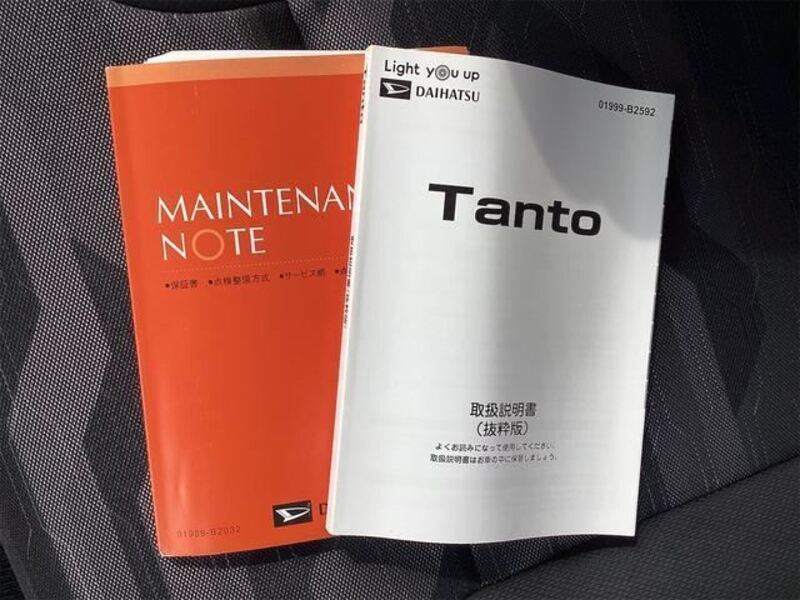 MAINTENAN
NOTE
●保証書 ●点検整備方式 ●サービス網 ●点
01989-B2032
D
Light you up
DAIHATSU
01999-B2592
Tanto
取扱説明書
(抜粋版)
よくお読みになって使用してください。
取扱説明書はお車の中に保管しましょう。